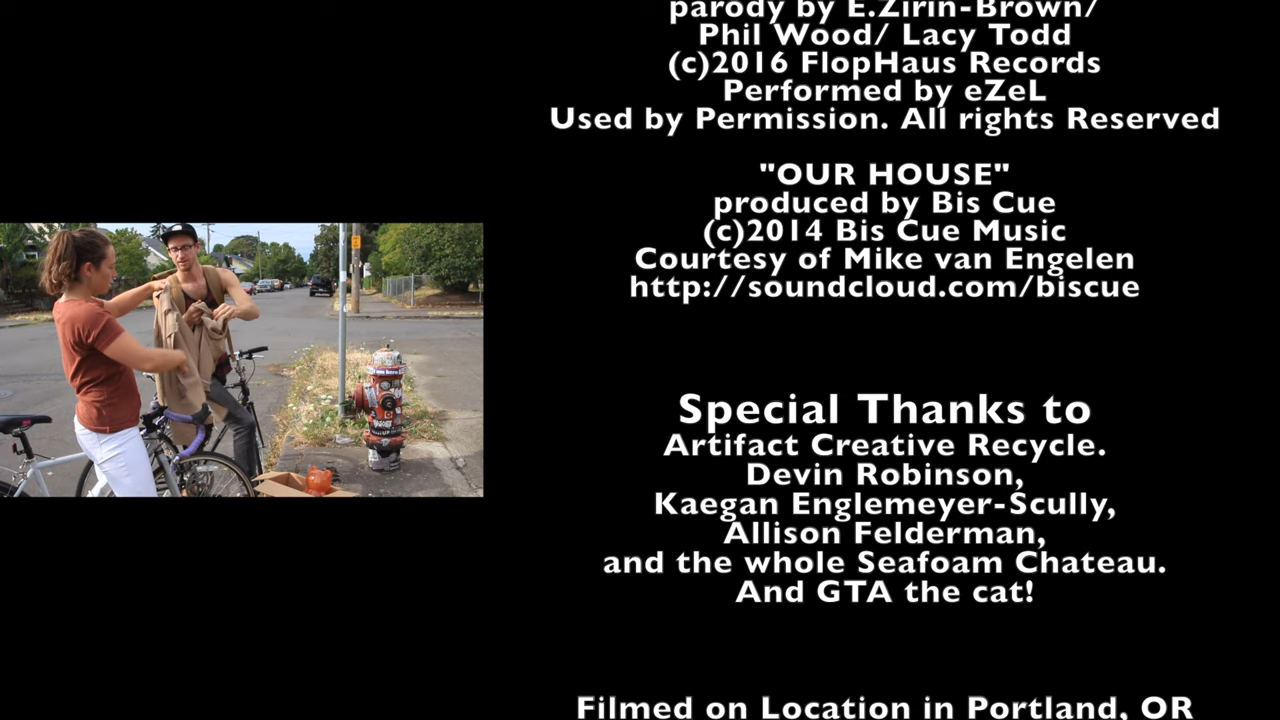 parody by E.Zirin-Brown/
Phil Wood/ Lacy Todd
(c)2016 FlopHaus Records
Performed by eZeL
Used by Permission. All rights Reserved
"OUR HOUSE"
produced by Bis Cue
(c)2014 Bis Cue Music
Courtesy of Mike van Engelen
http://soundcloud.com/biscue
Special Thanks to
Artifact Creative Recycle.
Devin Robinson,
Kaegan Englemeyer-Scully,
Allison Felderman,
and the whole Seafoam Chateau.
And GTA the cat!
Filmed on Location in Portland, OR